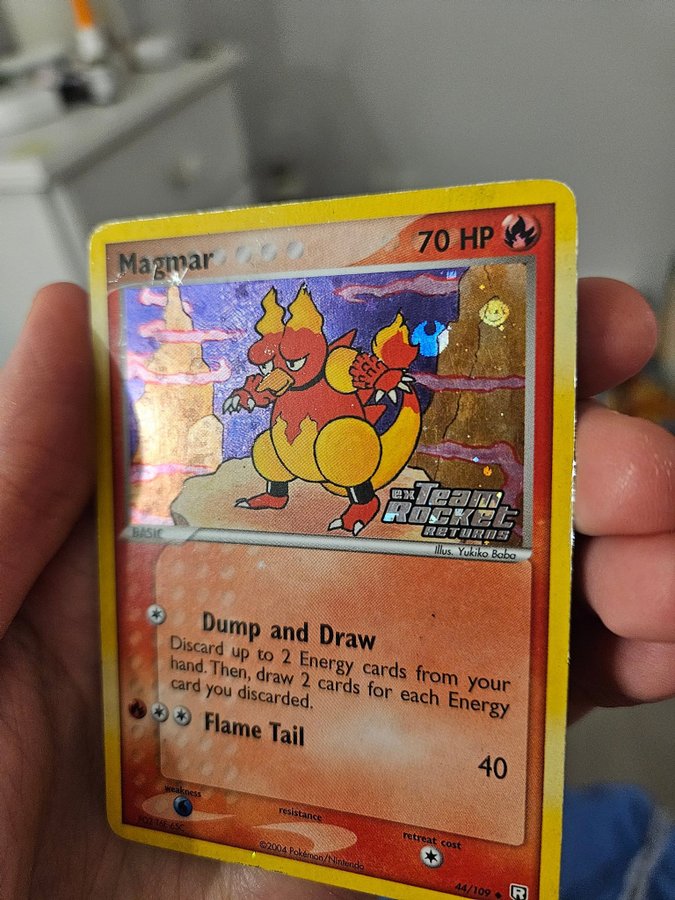 Magmar
70 HP
ex Team
Rocket
RETURNS
BASIC
Illus. Yukiko Baba
Dump and Draw
Discard up to 2 Energy cards from your
hand. Then, draw 2 cards for each Energy
card you discarded.
Flame Tail
40
weakness
resistance
retreat cost
©2004 Pokémon/Nintendo
44/109
R